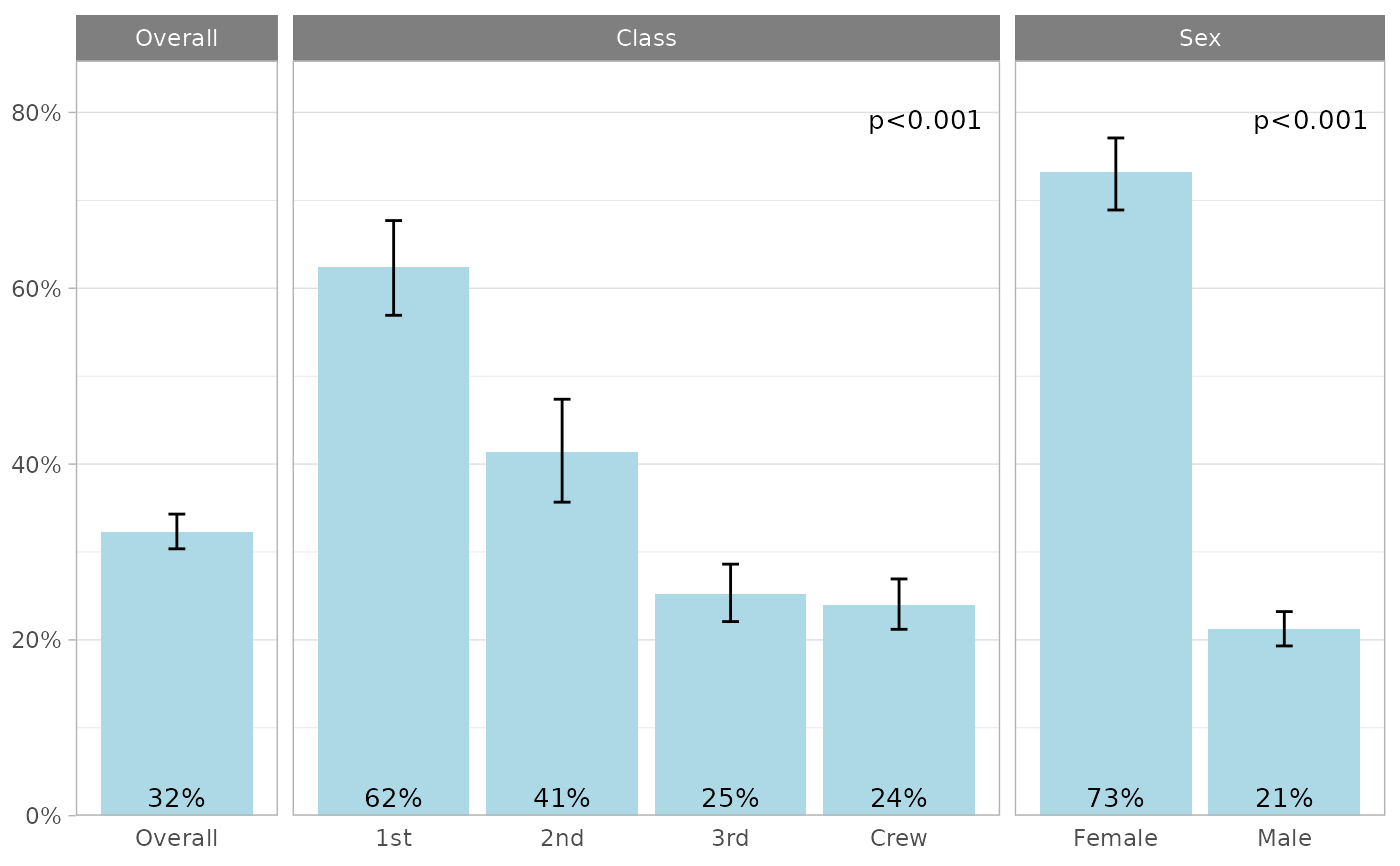 Overall Class Sex
80%
p<0.001 p<0.001
60%
40%
20%
32% 62% 41% 25% 24% 73% 21%
0%
Overall 1st 2nd 3rd Crew Female Male